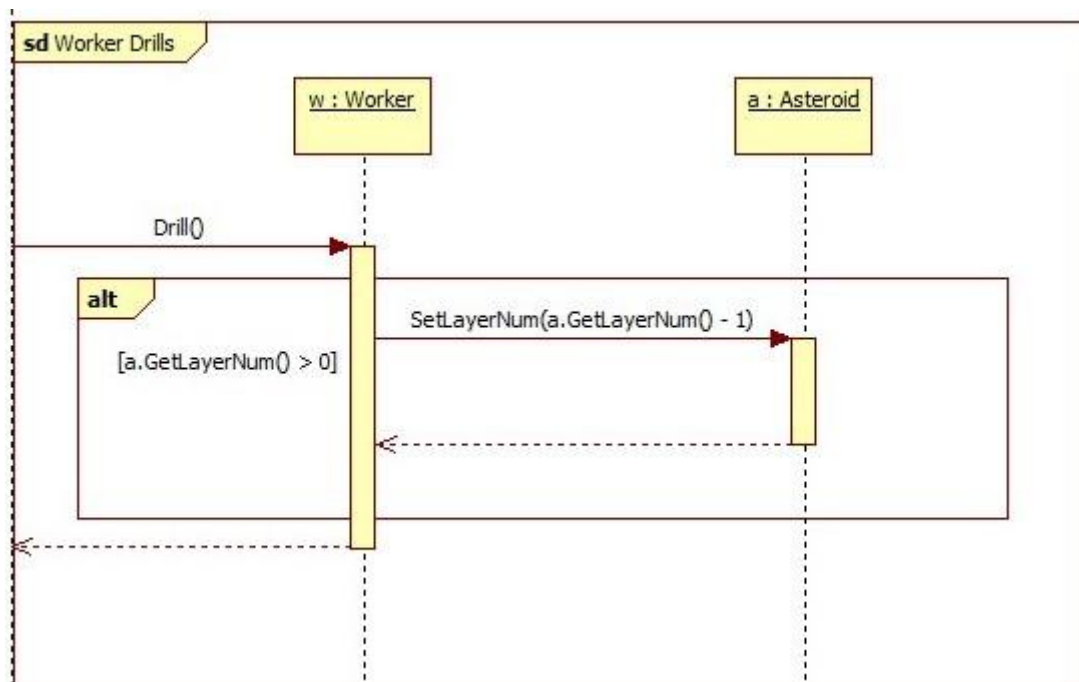 sd Worker Drills
w : Worker
a : Asteroid
Drill()
alt
SetLayerNum(a.GetLayerNum() - 1)
[a.GetLayerNum() > 0]